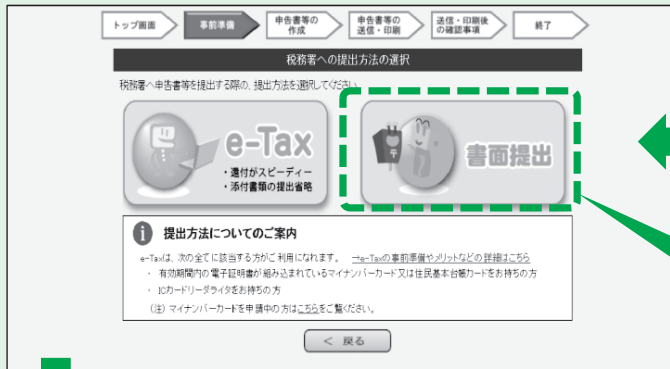 トップ画面
事前準備
申告書等の
作成
申告書等の
送信・印刷
送信・印刷後
の確認事項
終了
税務署への提出方法の選択
税務署へ申告書等を提出する際の、提出方法を選択してください。
e-Tax
・還付がスピーディー
・添付書類の提出省略
書面提出
i 提出方法についてのご案内
e-Taxは、次の全てに該当する方がご利用になれます。 →e-Taxの事前準備やメリットなどの詳細はこちら
・ 有効期間内の電子証明書が組み込まれているマイナンバーカード又は住民基本台帳カードをお持ちの方
・ ICカードリーダライタをお持ちの方
(注) マイナンバーカードを申請中の方はこちらをご覧ください。
< 戻る